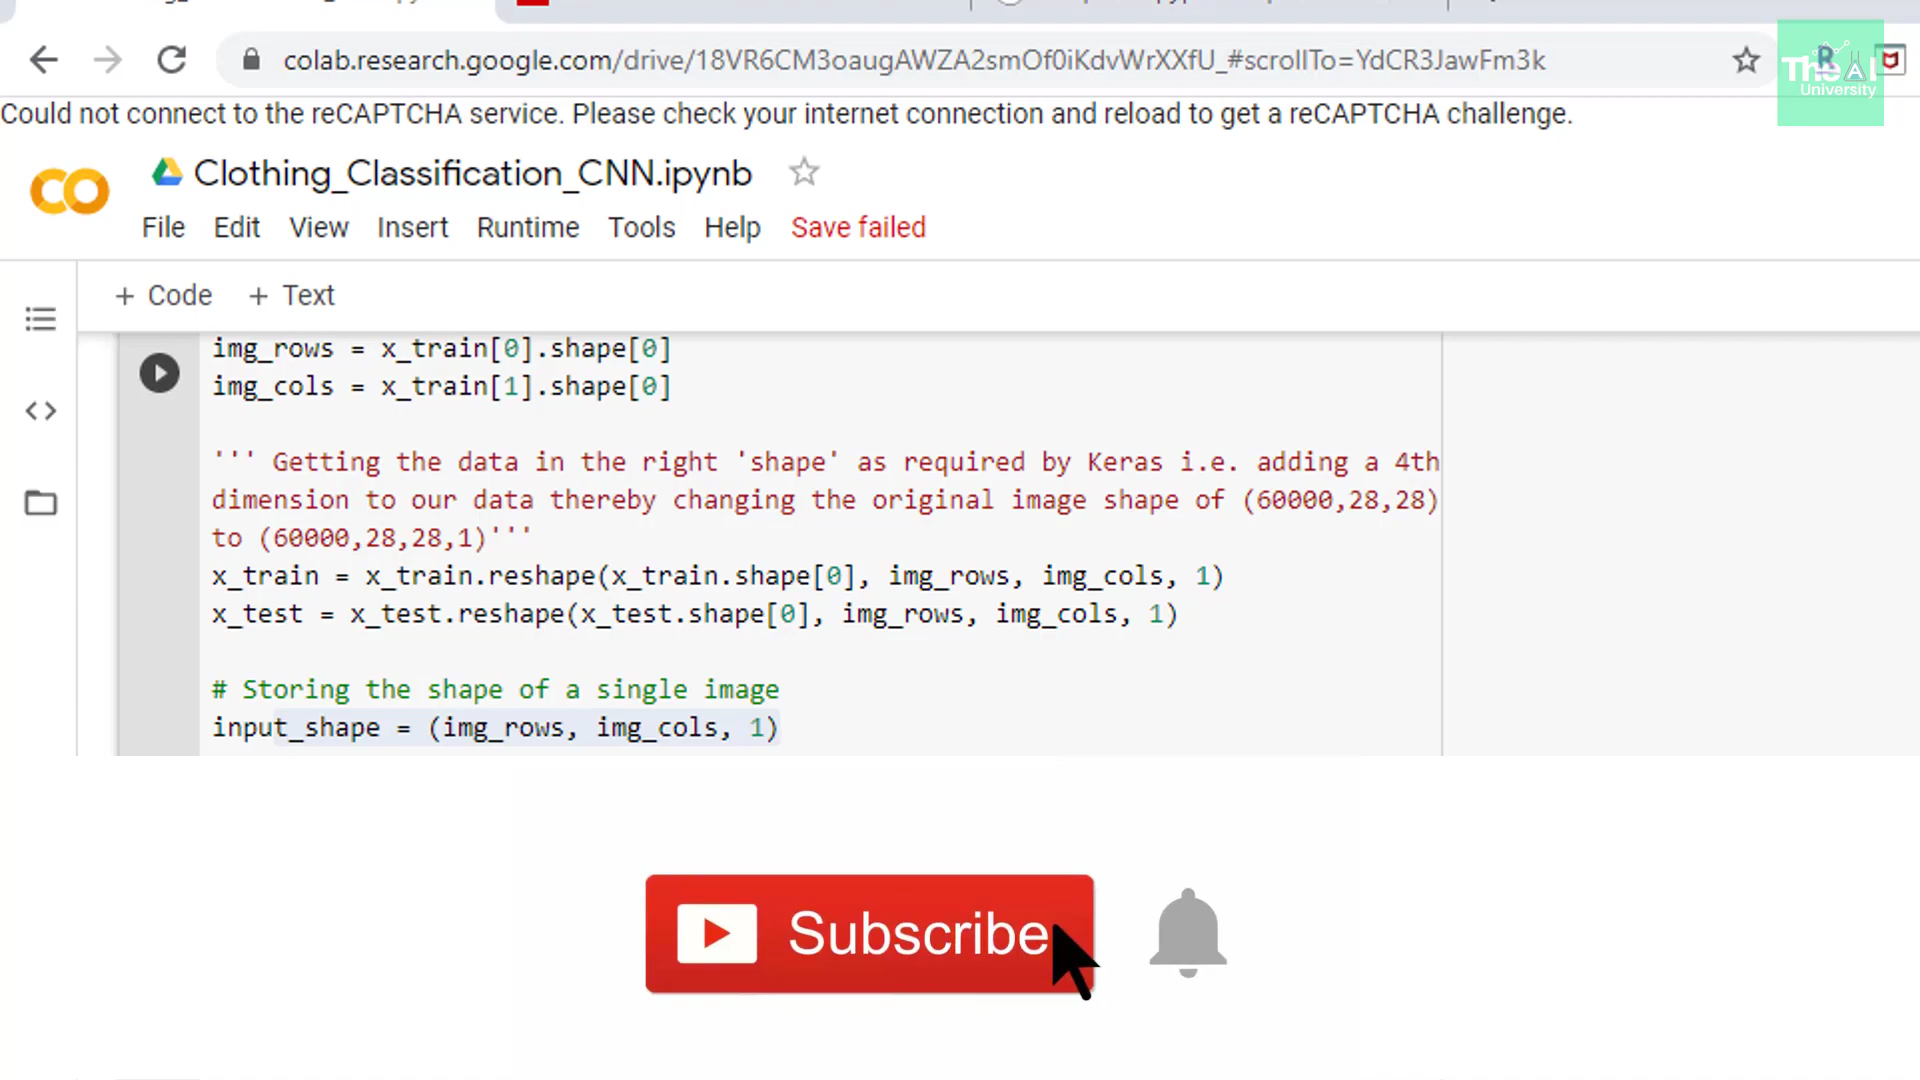 colab.research.google.com/drive/18VR6CM3oaugAWZA2smOf0iKdvWrXXfU_#scrollTo=YdCR3JawFm3k
The AI
University
Could not connect to the reCAPTCHA service. Please check your internet connection and reload to get a reCAPTCHA challenge.
Clothing_Classification_CNN.ipynb
File Edit View Insert Runtime Tools Help Save failed
+ Code + Text
img_rows = x_train[0].shape[0]
img_cols = x_train[1].shape[0]
''' Getting the data in the right 'shape' as required by Keras i.e. adding a 4th
dimension to our data thereby changing the original image shape of (60000,28,28)
to (60000,28,28,1)'''
x_train = x_train.reshape(x_train.shape[0], img_rows, img_cols, 1)
x_test = x_test.reshape(x_test.shape[0], img_rows, img_cols, 1)
# Storing the shape of a single image
input_shape = (img_rows, img_cols, 1)
Subscribe